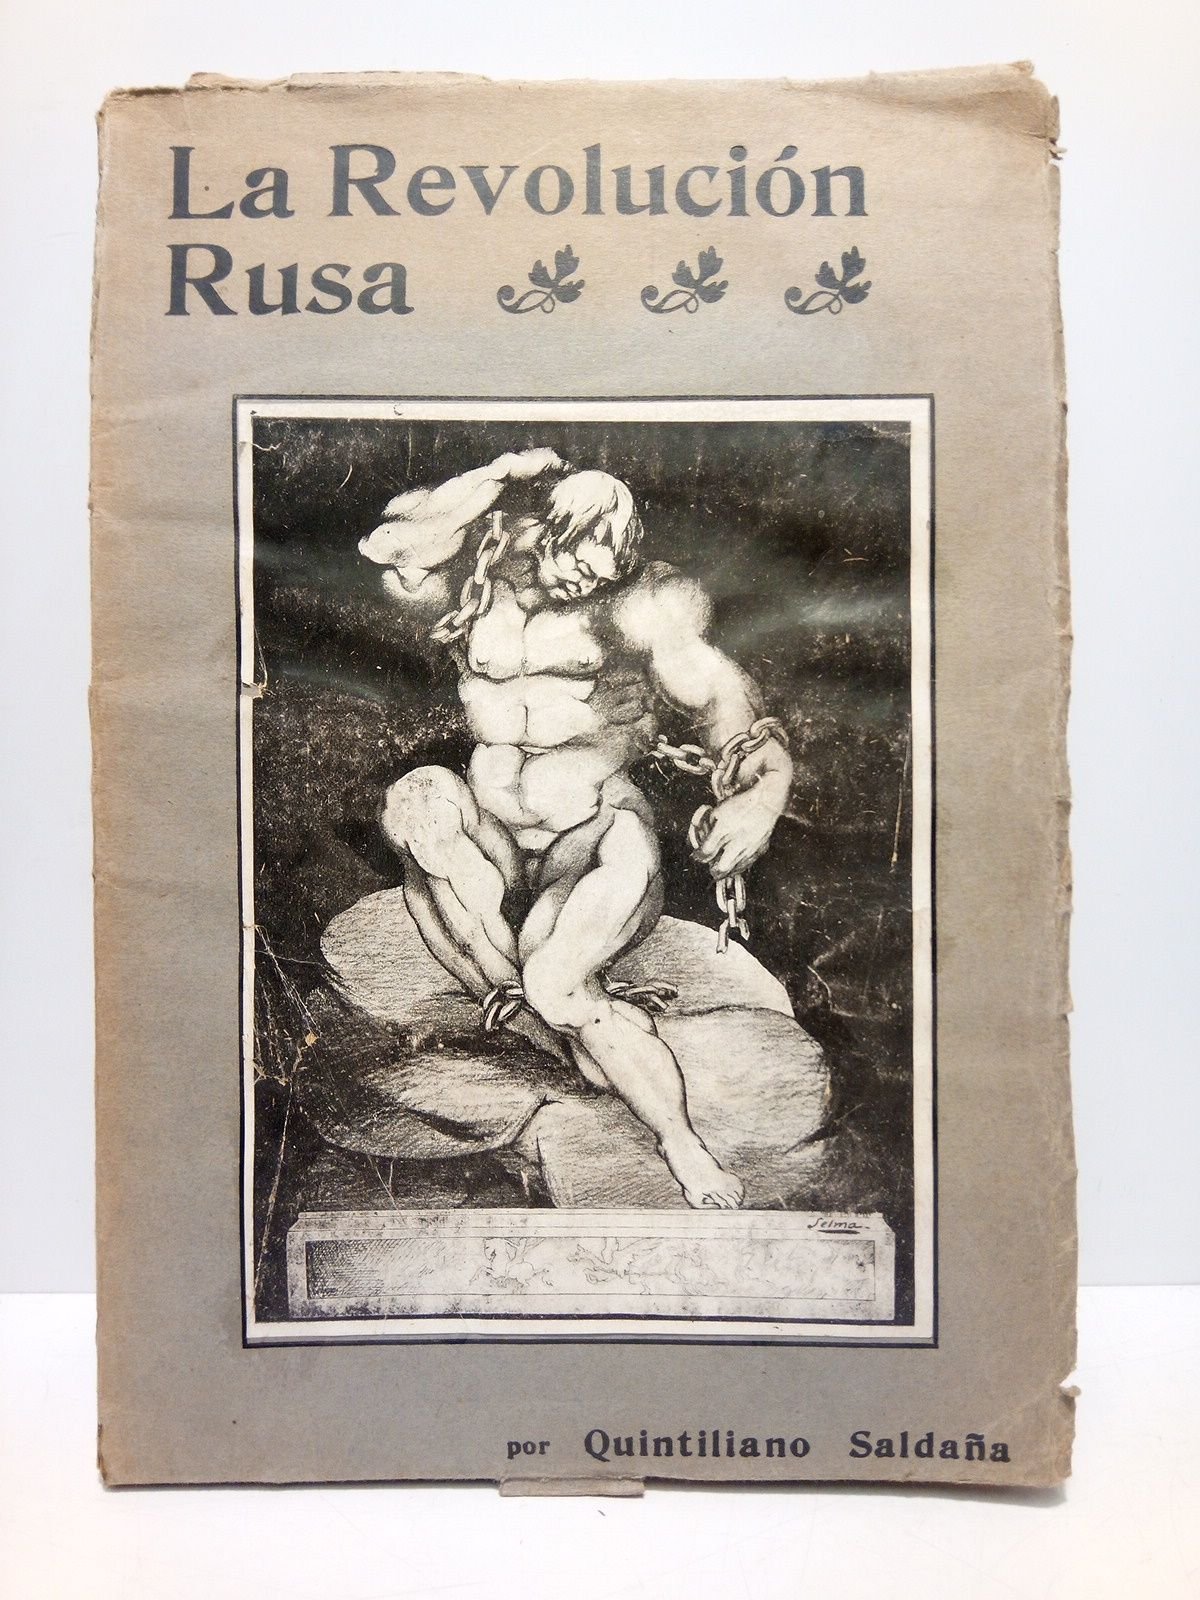 La Revolución
Rusa
Selma
por Quintiliano Saldaña